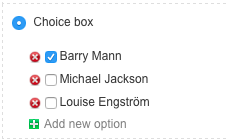 Choice box
Barry Mann
Michael Jackson
Louise Engström
Add new option